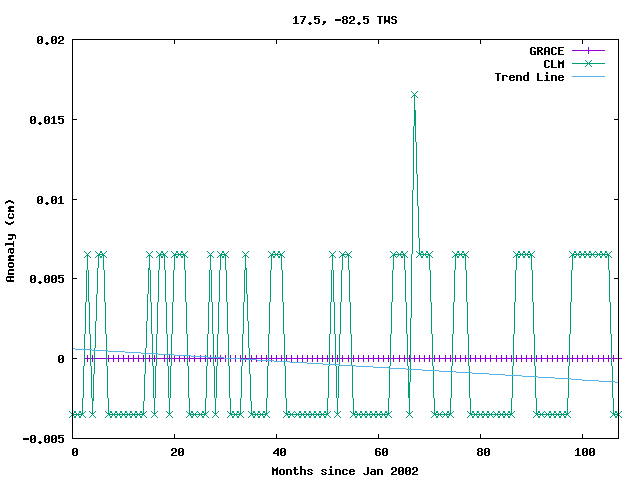 17.5, -82.5 TWS
0.02
GRACE
CLM
Trend Line
0.015
0.01
Anomaly (cm)
0.005
0
-0.005
0 20 40 60 80 100
Months since Jan 2002